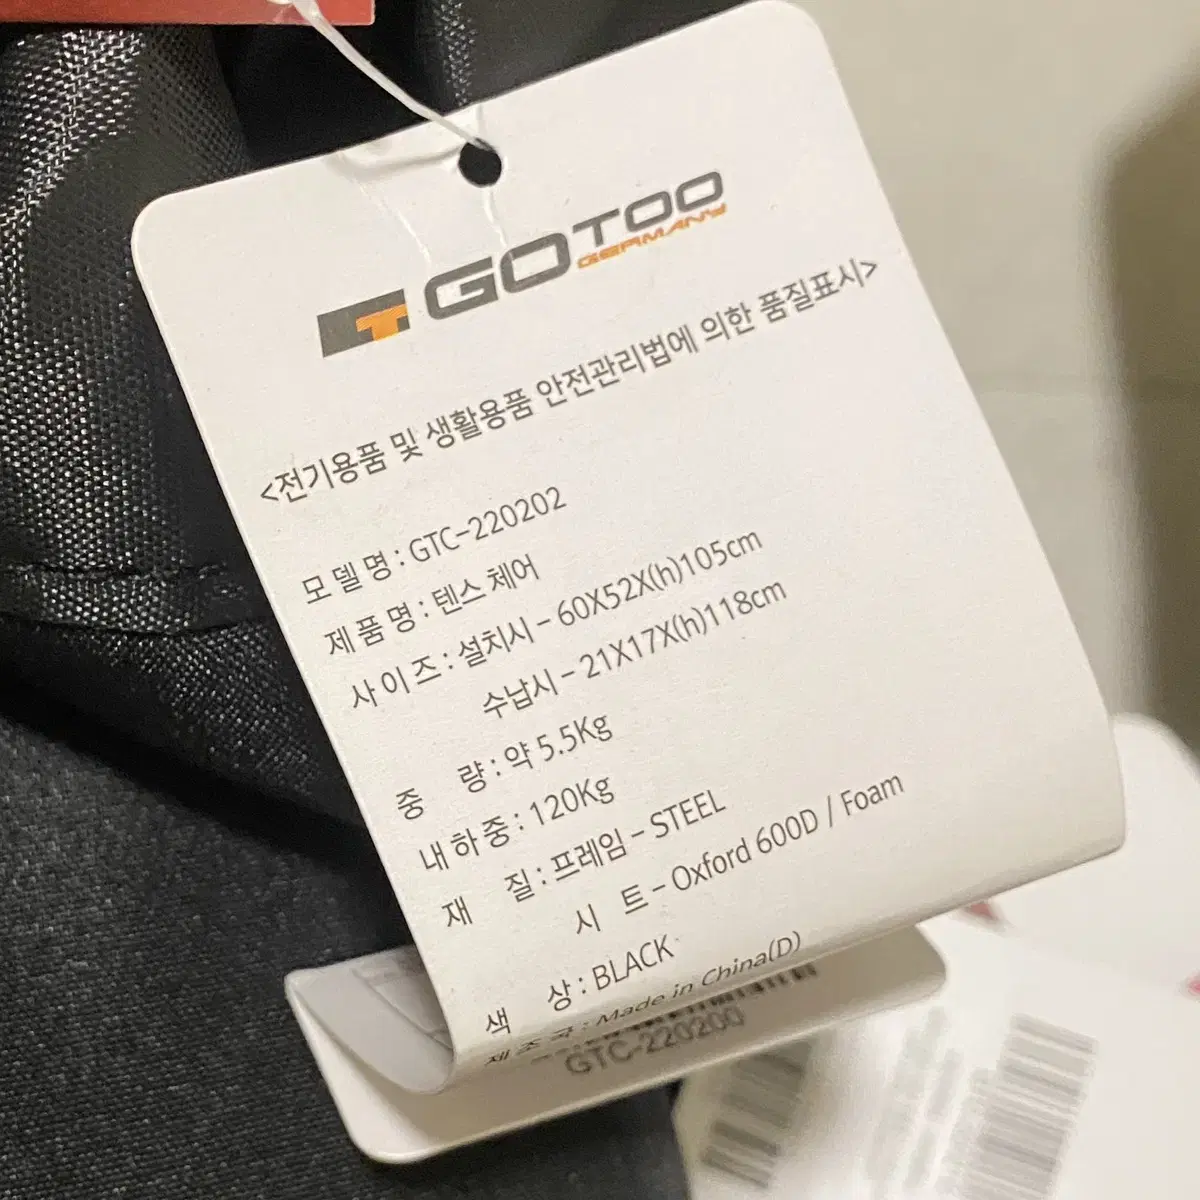 GOTOO
GERMANY
<전기용품 및 생활용품 안전관리법에 의한 품질표시>
모 델 명 : GTC-220202
제 품 명 : 텐스 체어
사 이 즈 : 설치시 - 60X52X(h)105cm
수납시 - 21X17X(h)118cm
중 량 : 약 5.5Kg
내 하 중 : 120Kg
재 질 : 프레임 - STEEL
시 트 - Oxford 600D / Foam
색 상 : BLACK
제 조 국 : Made in China(D)
GTC-220200